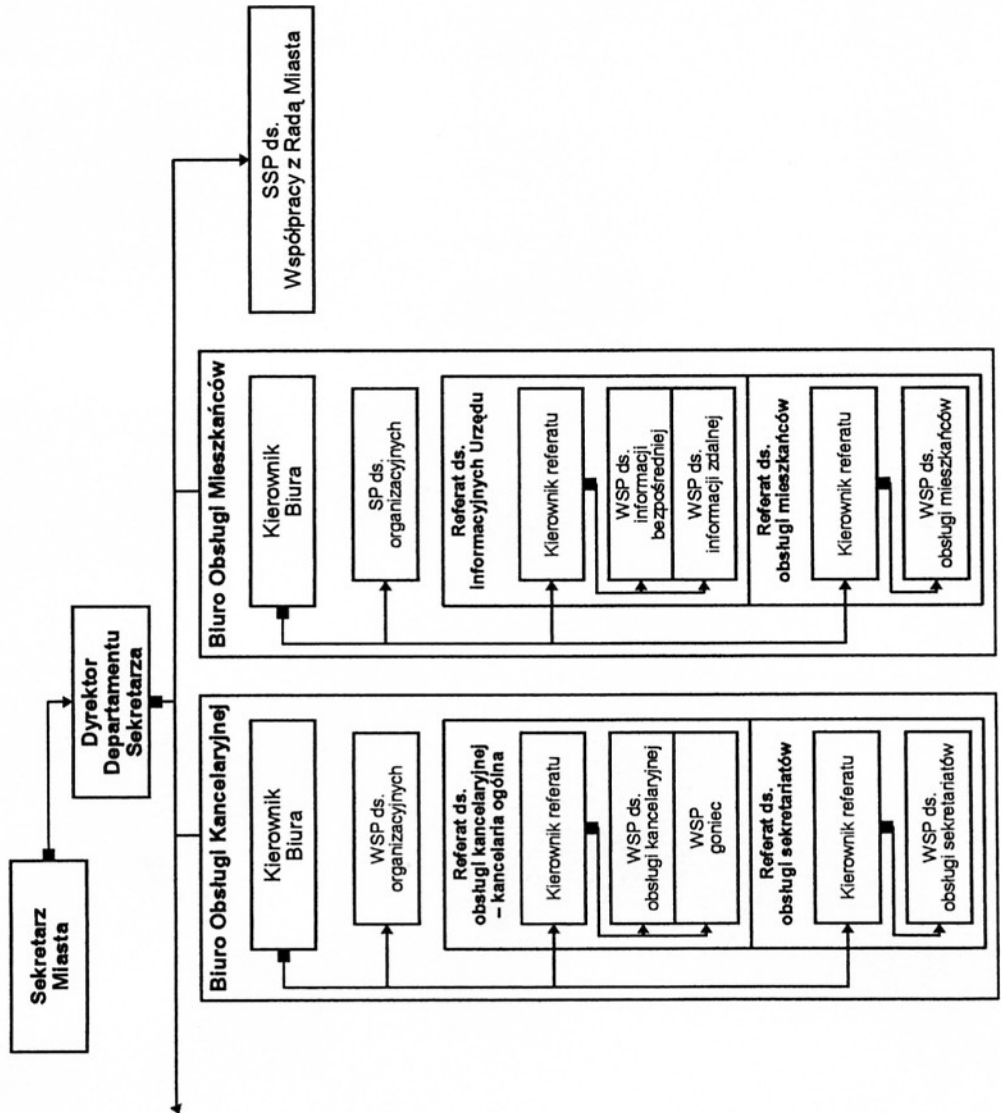 Sekretarz
Miasta
Dyrektor
Departamentu
Sekretarza
Biuro Obsługi Kancelaryjnej
Kierownik
Biura
WSP ds.
organizacyjnych
Referat ds.
obsługi kancelaryjnej
– kancelaria ogólna
Kierownik referatu
WSP ds.
obsługi kancelaryjnej
WSP
goniec
Referat ds.
obsługi sekretariatów
Kierownik referatu
WSP ds.
obsługi sekretariatów
Biuro Obsługi Mieszkańców
Kierownik
Biura
SP ds.
organizacyjnych
Referat ds.
Informacyjnych Urzędu
Kierownik referatu
WSP ds.
informacji
bezpośredniej
WSP ds.
informacji zdalnej
Referat ds.
obsługi mieszkańców
Kierownik referatu
WSP ds.
obsługi mieszkańców
SSP ds.
Współpracy z Radą Miasta